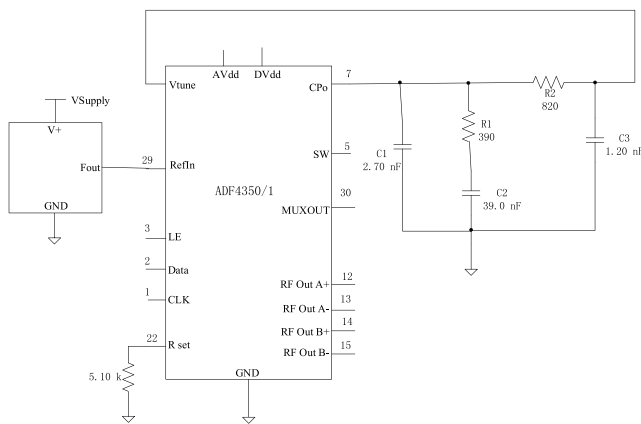 VSupply
V+
Fout
GND
29
RefIn
Vtune
AVdd
DVdd
CPo
7
SW
5
ADF4350/1
MUXOUT
30
3
LE
2
Data
1
CLK
22
R set
5.10 k
GND
RF Out A+
12
RF Out A-
13
RF Out B+
14
RF Out B-
15
C1
2.70 nF
R1
390
C2
39.0 nF
R2
820
C3
1.20 nF